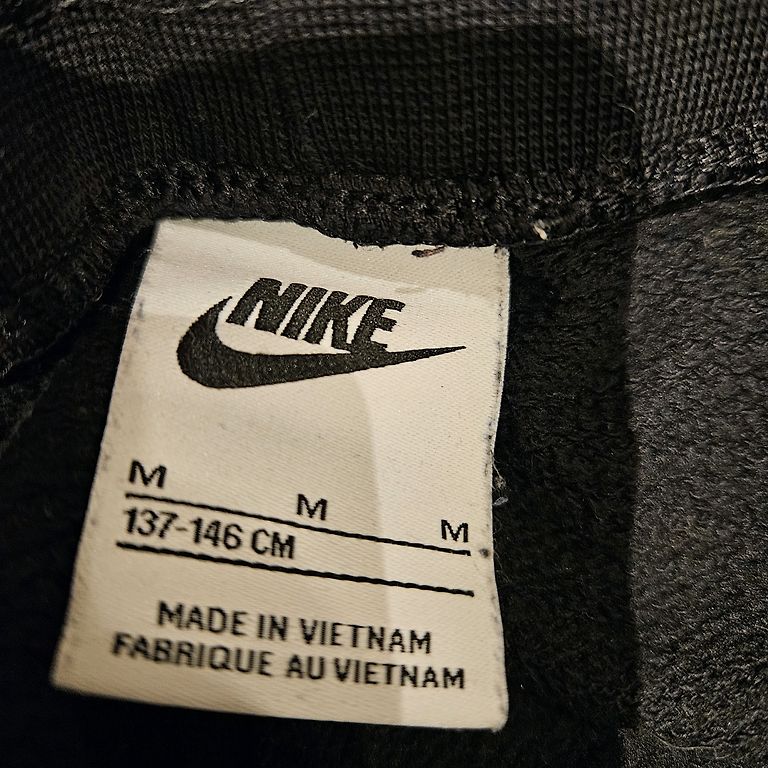 NIKE
M M M
137-146 CM
MADE IN VIETNAM
FABRIQUE AU VIETNAM